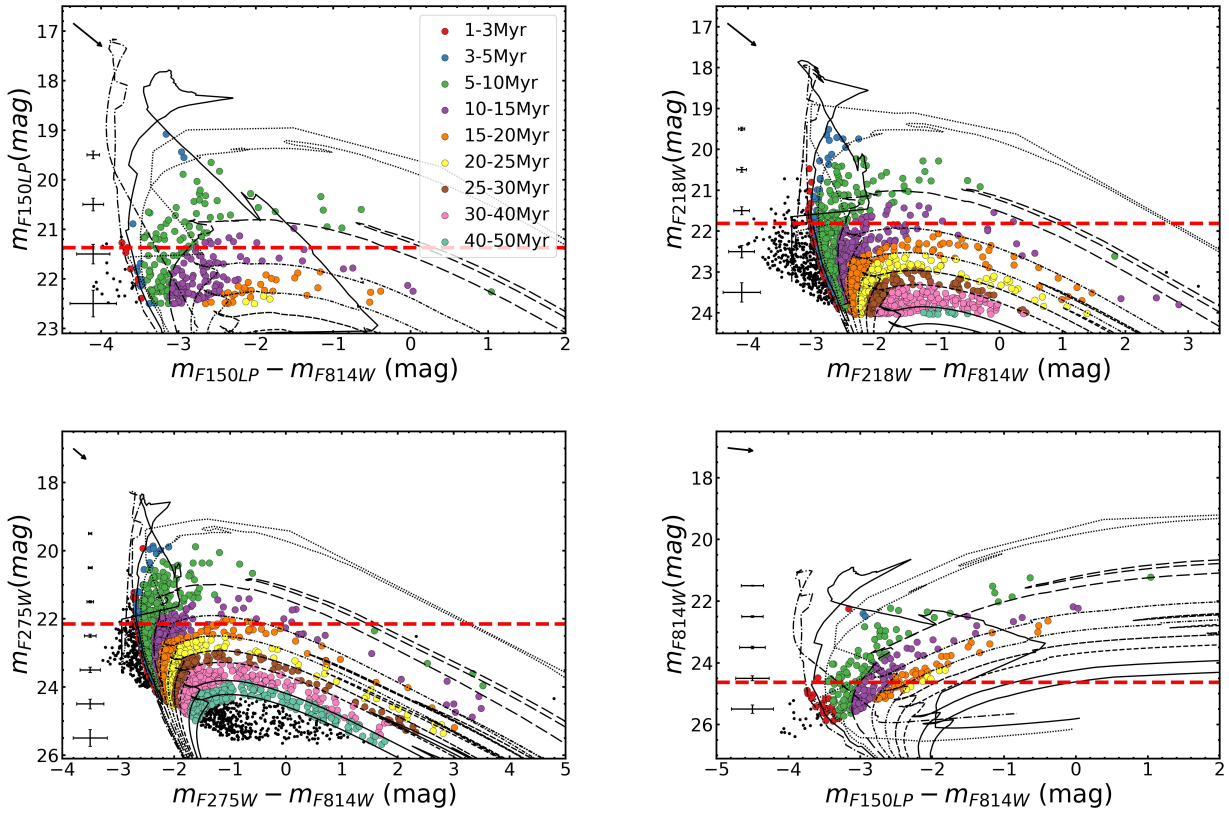 17
18
19
20
21
22
23
m_F150LP(mag)
−4 −3 −2 −1 0 1 2
m_F150LP − m_F814W (mag)
1-3Myr
3-5Myr
5-10Myr
10-15Myr
15-20Myr
20-25Myr
25-30Myr
30-40Myr
40-50Myr
17
18
19
20
21
22
23
24
m_F218W(mag)
−4 −3 −2 −1 0 1 2 3
m_F218W − m_F814W (mag)
18
20
22
24
26
m_F275W(mag)
−4 −3 −2 −1 0 1 2 3 4 5
m_F275W − m_F814W (mag)
18
20
22
24
26
m_F814W(mag)
−5 −4 −3 −2 −1 0 1 2
m_F150LP − m_F814W (mag)